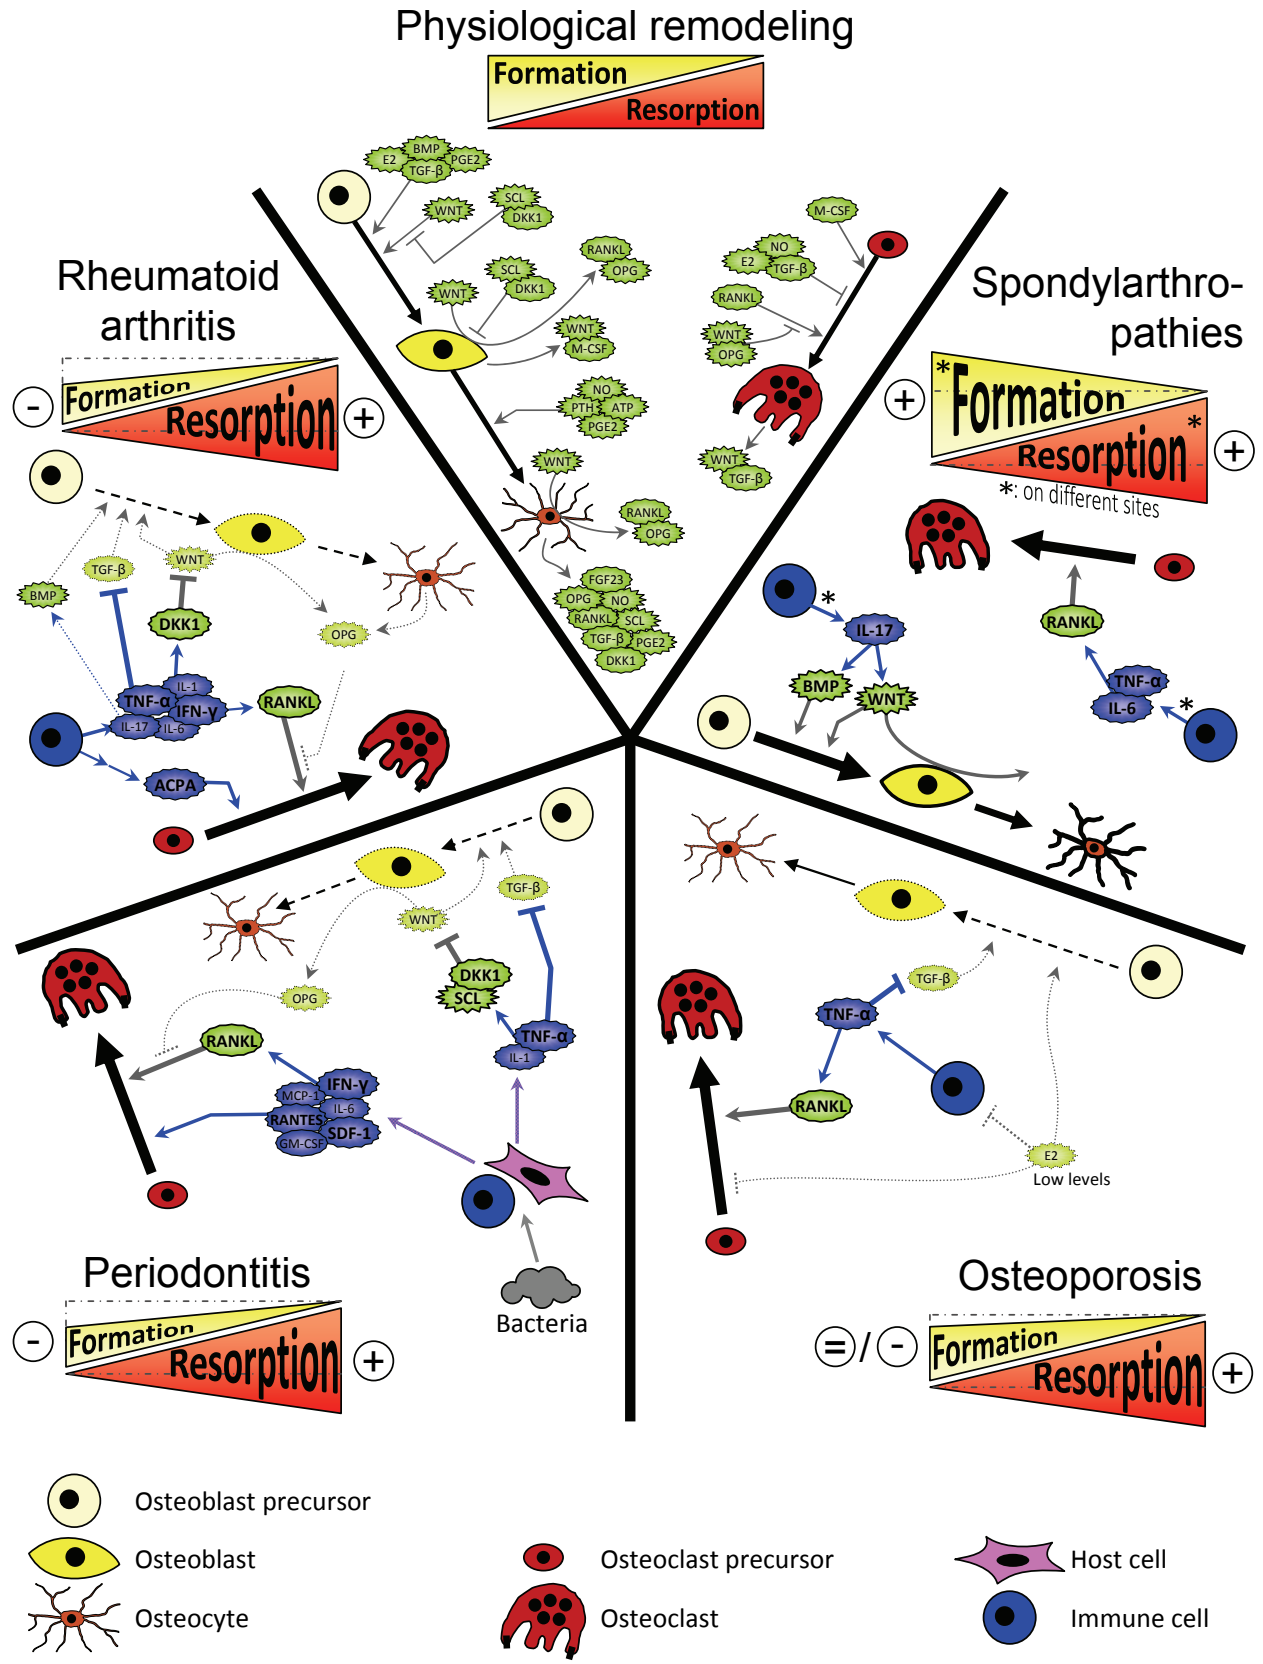 Physiological remodeling
Formation
Resorption
E2
BMP
PGE2
TGF-β
WNT
SCL
DKK1
RANKL
OPG
SCL
DKK1
WNT
WNT
M-CSF
NO
PTH
ATP
PGE2
WNT
RANKL
OPG
FGF23
OPG
NO
RANKL
SCL
TGF-β
PGE2
DKK1
M-CSF
NO
E2
TGF-β
RANKL
WNT
OPG
WNT
TGF-β
Rheumatoid
arthritis
-
Formation
Resorption
+
WNT
TGF-β
BMP
DKK1
OPG
IL-1
TNF-α
IFN-γ
IL-17
IL-6
RANKL
ACPA
Spondylarthro-
pathies
+
*
Formation
Resorption
*
+
*: on different sites
RANKL
TNF-α
IL-6
*
*
IL-17
BMP
WNT
TGF-β
WNT
DKK1
SCL
OPG
RANKL
TNF-α
IL-1
IFN-γ
MCP-1
IL-6
RANTES
SDF-1
GM-CSF
Bacteria
Periodontitis
-
Formation
Resorption
+
TGF-β
TNF-α
RANKL
E2
Low levels
Osteoporosis
=
/
-
Formation
Resorption
+
Osteoblast precursor
Osteoblast
Osteocyte
Osteoclast precursor
Osteoclast
Host cell
Immune cell